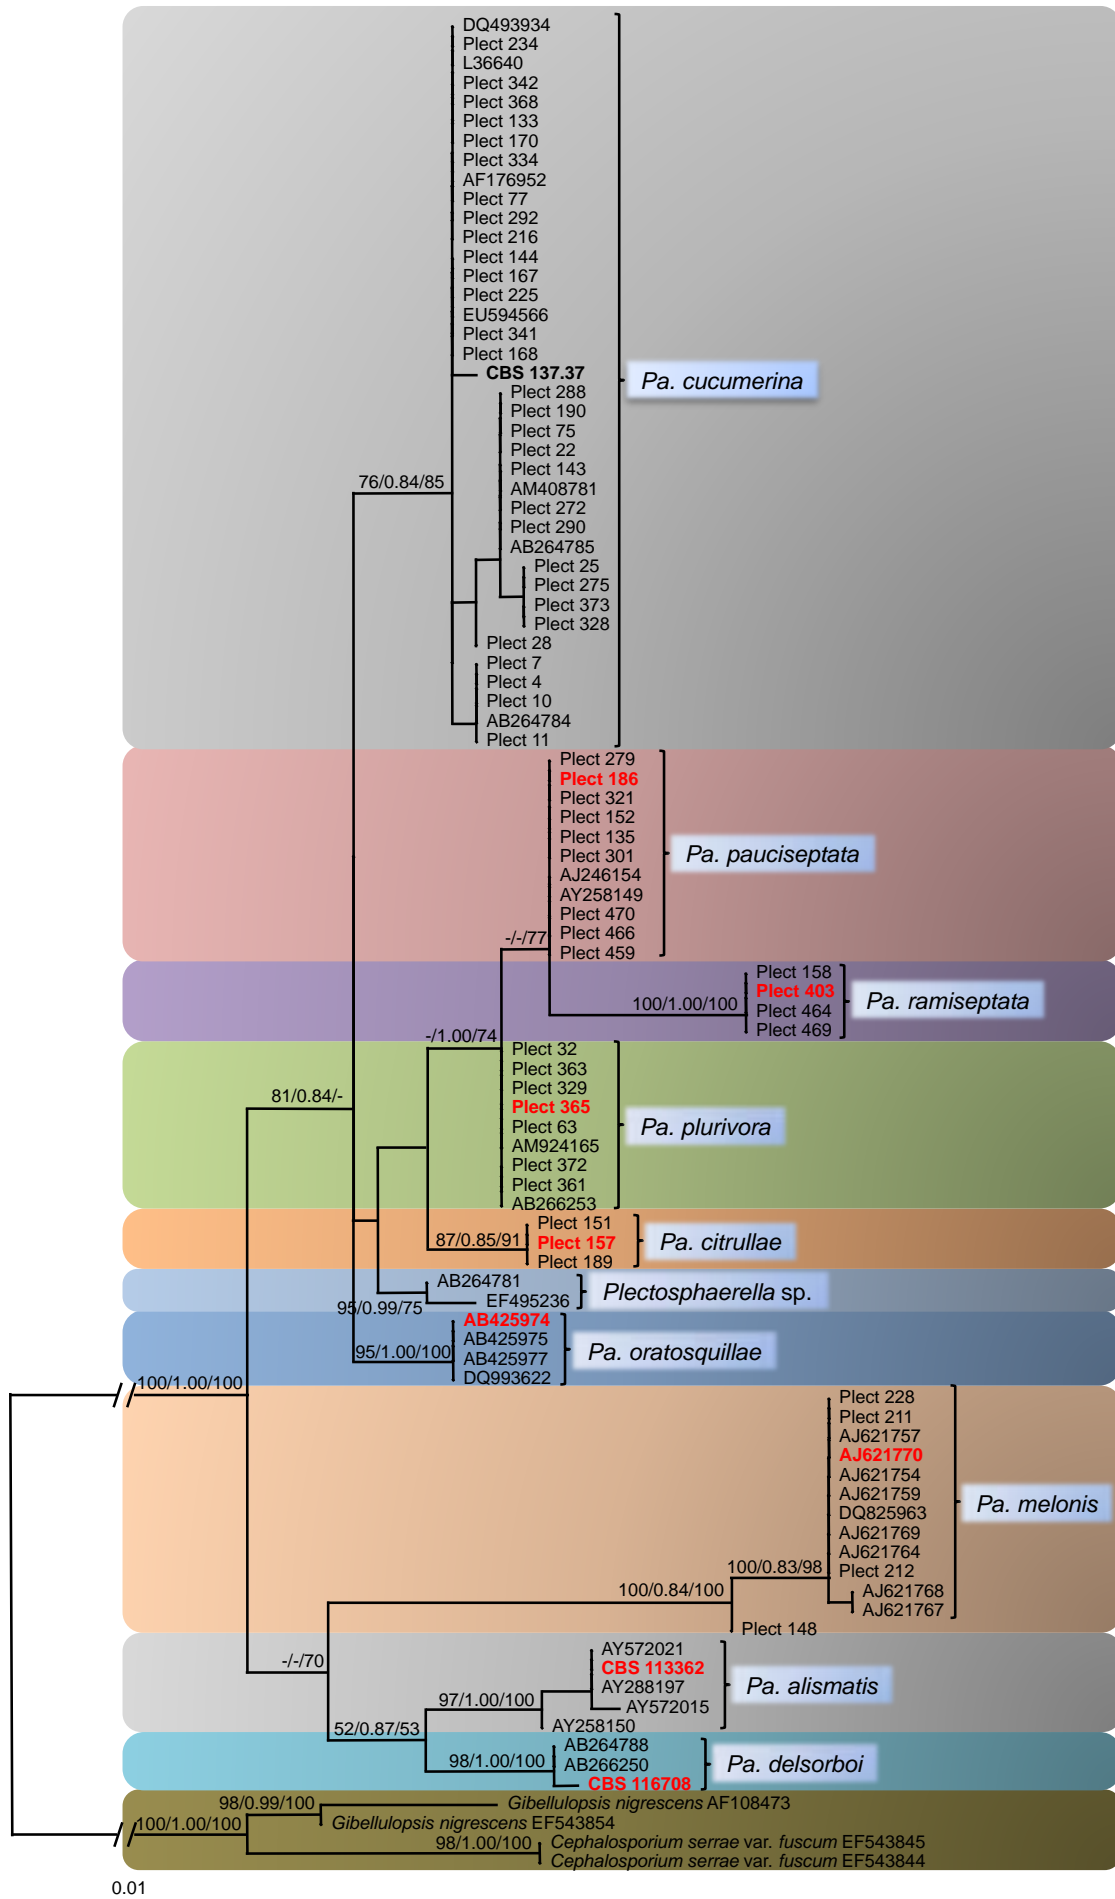 DQ493934
Plect 234
L36640
Plect 342
Plect 368
Plect 133
Plect 170
Plect 334
AF176952
Plect 77
Plect 292
Plect 216
Plect 144
Plect 167
Plect 225
EU594566
Plect 341
Plect 168
CBS 137.37
Pa. cucumerina
Plect 288
Plect 190
Plect 75
Plect 22
Plect 143
76/0.84/85
AM408781
Plect 272
Plect 290
AB264785
Plect 25
Plect 275
Plect 373
Plect 328
Plect 28
Plect 7
Plect 4
Plect 10
AB264784
Plect 11
Plect 279
Plect 186
Plect 321
Plect 152
Plect 135
Plect 301
Pa. pauciseptata
AJ246154
AY258149
Plect 470
Plect 466
-/-/77
Plect 459
Plect 158
Plect 403
100/1.00/100
Plect 464
Pa. ramiseptata
Plect 469
-/1.00/74
Plect 32
Plect 363
Plect 329
81/0.84/-
Plect 365
Plect 63
Pa. plurivora
AM924165
Plect 372
Plect 361
AB266253
Plect 151
87/0.85/91
Plect 157
Pa. citrullae
Plect 189
AB264781
Plectosphaerella sp.
EF495236
95/0.99/75
AB425974
AB425975
95/1.00/100
AB425977
Pa. oratosquillae
DQ993622
100/1.00/100
Plect 228
Plect 211
AJ621757
AJ621770
AJ621754
AJ621759
Pa. melonis
DQ825963
AJ621769
AJ621764
100/0.83/98
Plect 212
100/0.84/100
AJ621768
AJ621767
Plect 148
-/-/70
AY572021
CBS 113362
AY288197
Pa. alismatis
97/1.00/100
AY572015
AY258150
52/0.87/53
AB264788
98/1.00/100
AB266250
Pa. delsorboi
CBS 116708
98/0.99/100
Gibellulopsis nigrescens AF108473
100/1.00/100
Gibellulopsis nigrescens EF543854
98/1.00/100
Cephalosporium serrae var. fuscum EF543845
Cephalosporium serrae var. fuscum EF543844
0.01